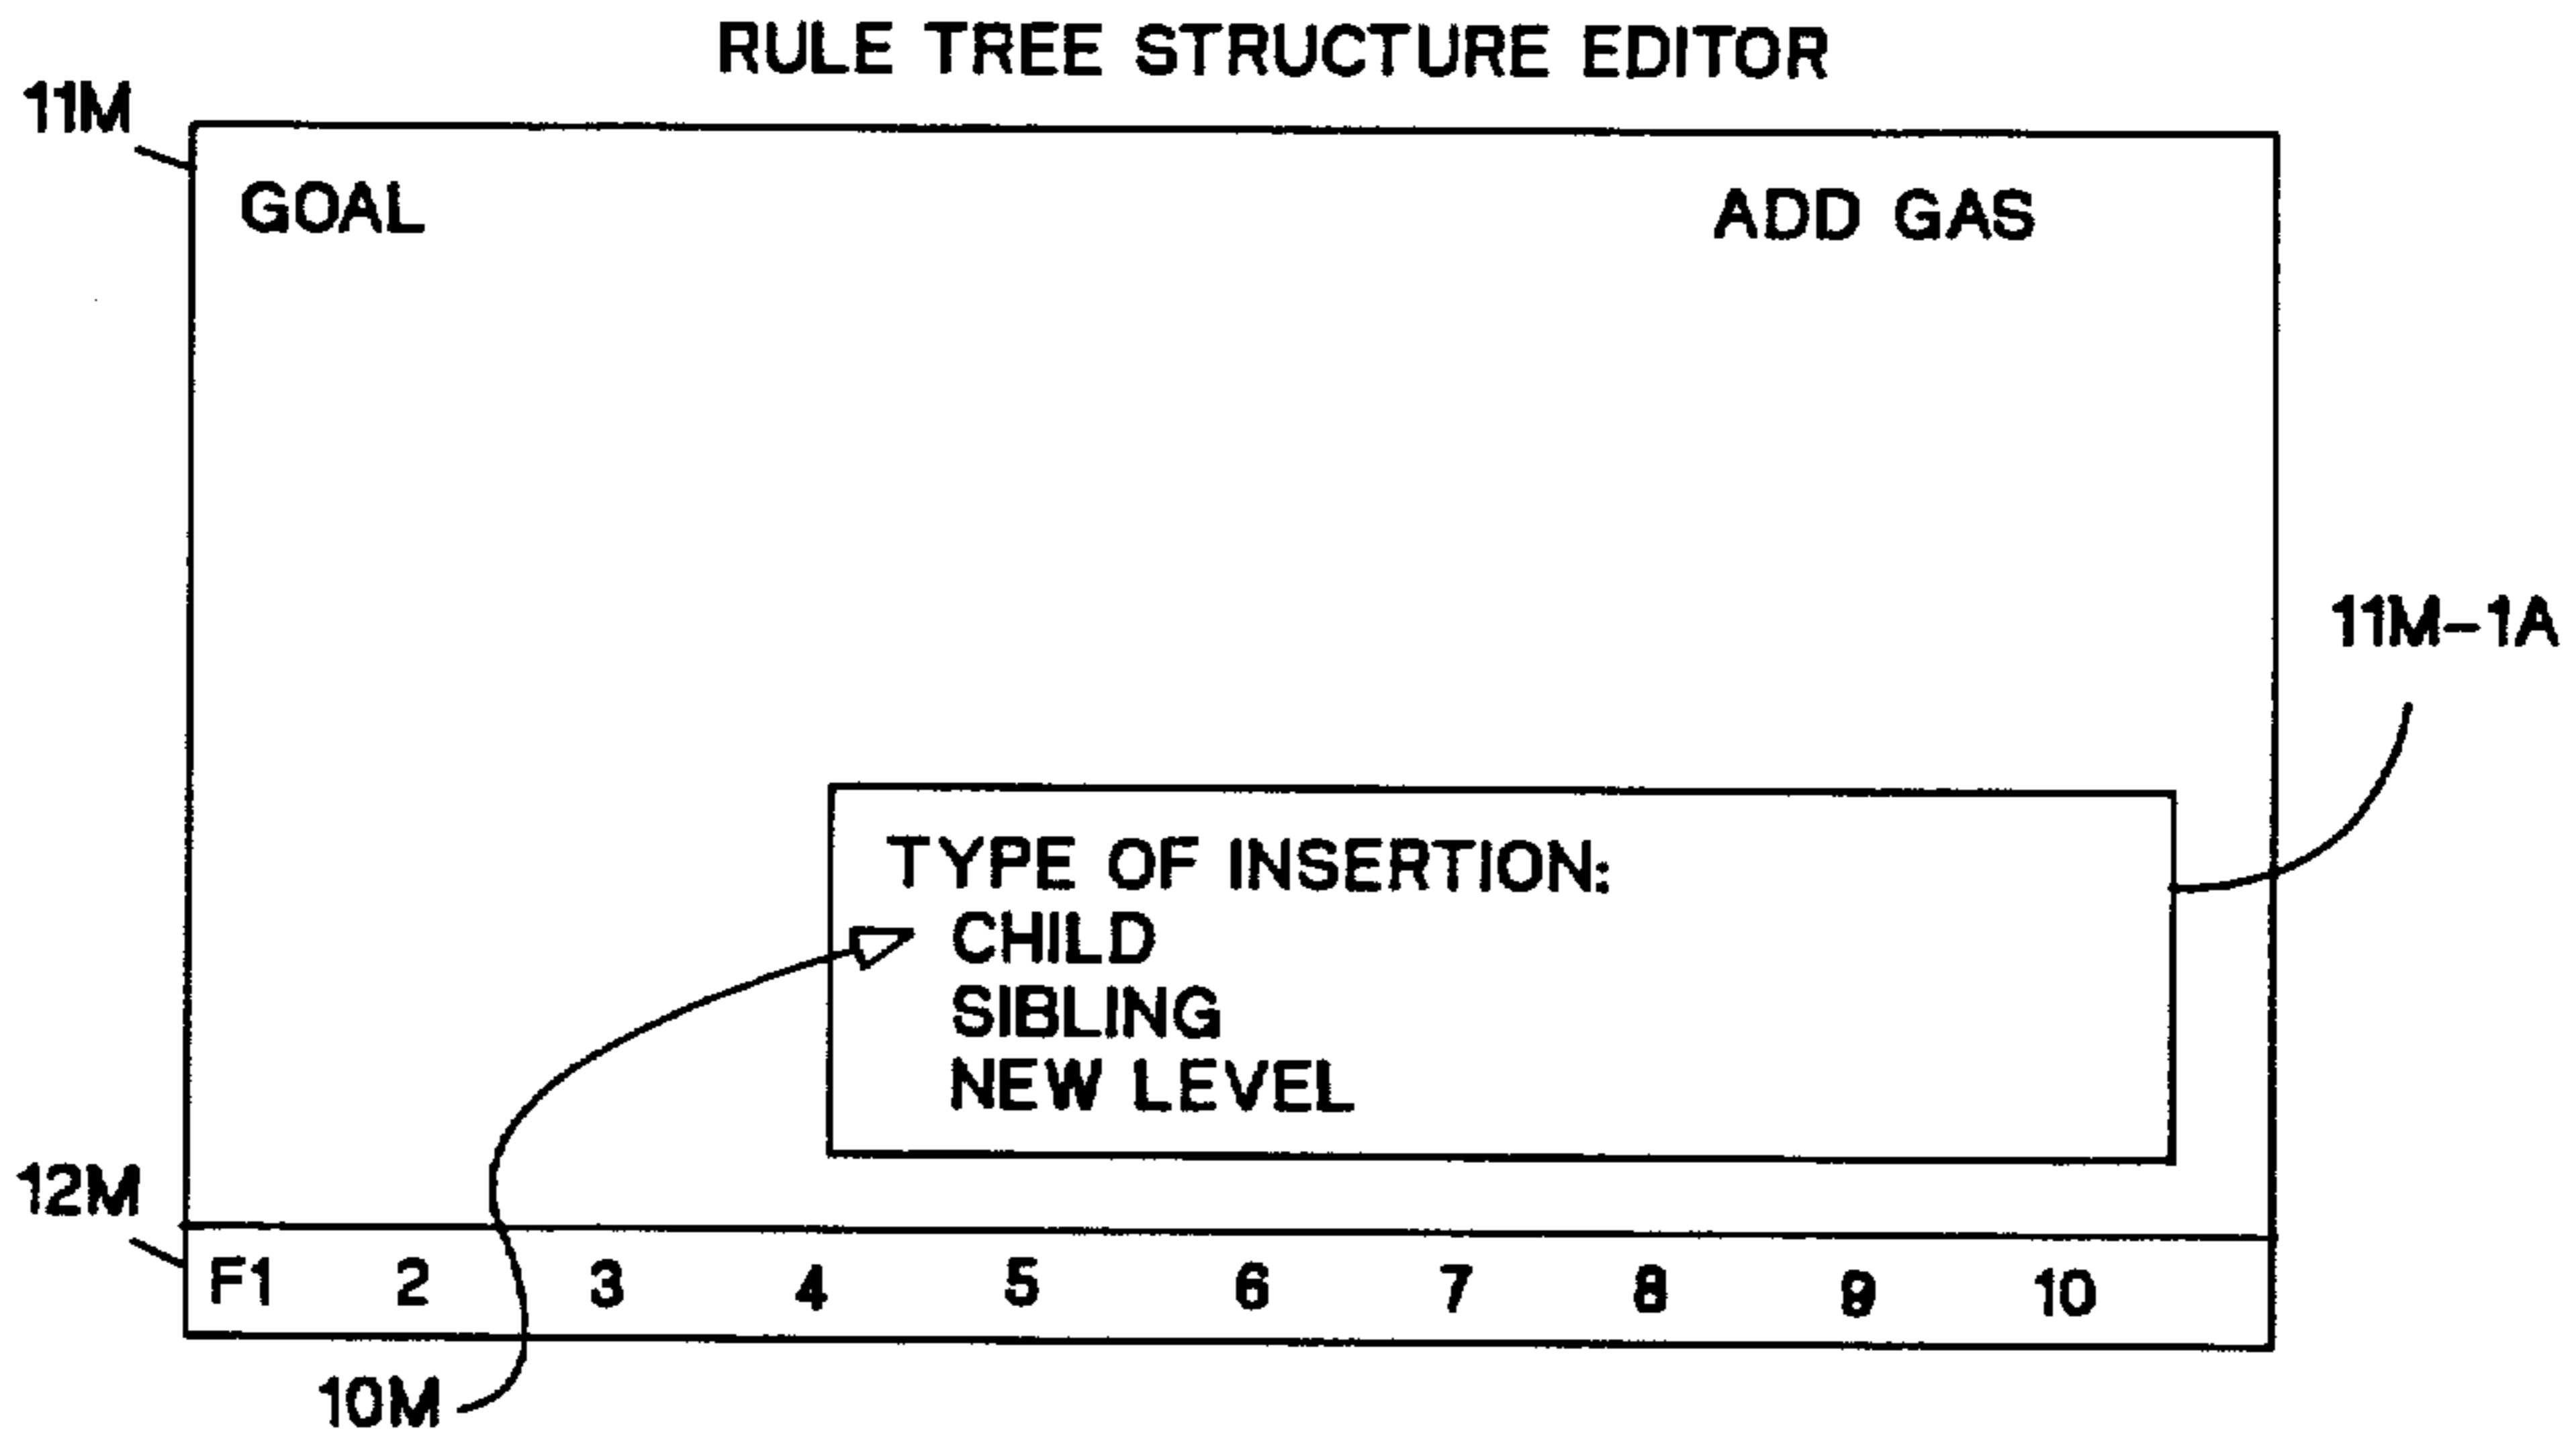 RULE TREE STRUCTURE EDITOR
11M
GOAL ADD GAS
11M-1A
TYPE OF INSERTION:
CHILD
SIBLING
NEW LEVEL
12M
F1 2 3 4 5 6 7 8 9 10
10M